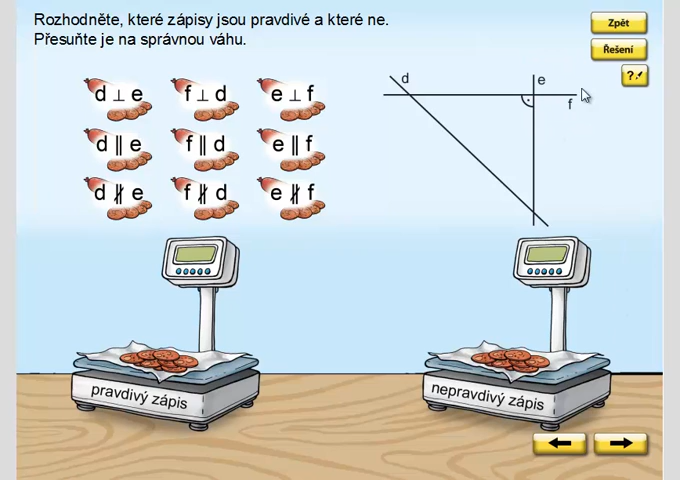 Rozhodněte, které zápisy jsou pravdivé a které ne.
Přesuňte je na správnou váhu.
Zpět
Řešení
?
d ⊥ e
f ⊥ d
e ⊥ f
d ∥ e
f ∥ d
e ∥ f
d ∦ e
f ∦ d
e ∦ f
d
e
f
pravdivý zápis
nepravdivý zápis